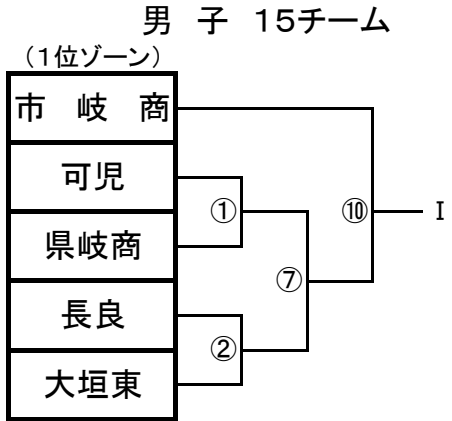 男 子 15チーム
（1位ゾーン）
市 岐 商
可児
①
⑩
I
県岐商
⑦
長良
②
大垣東